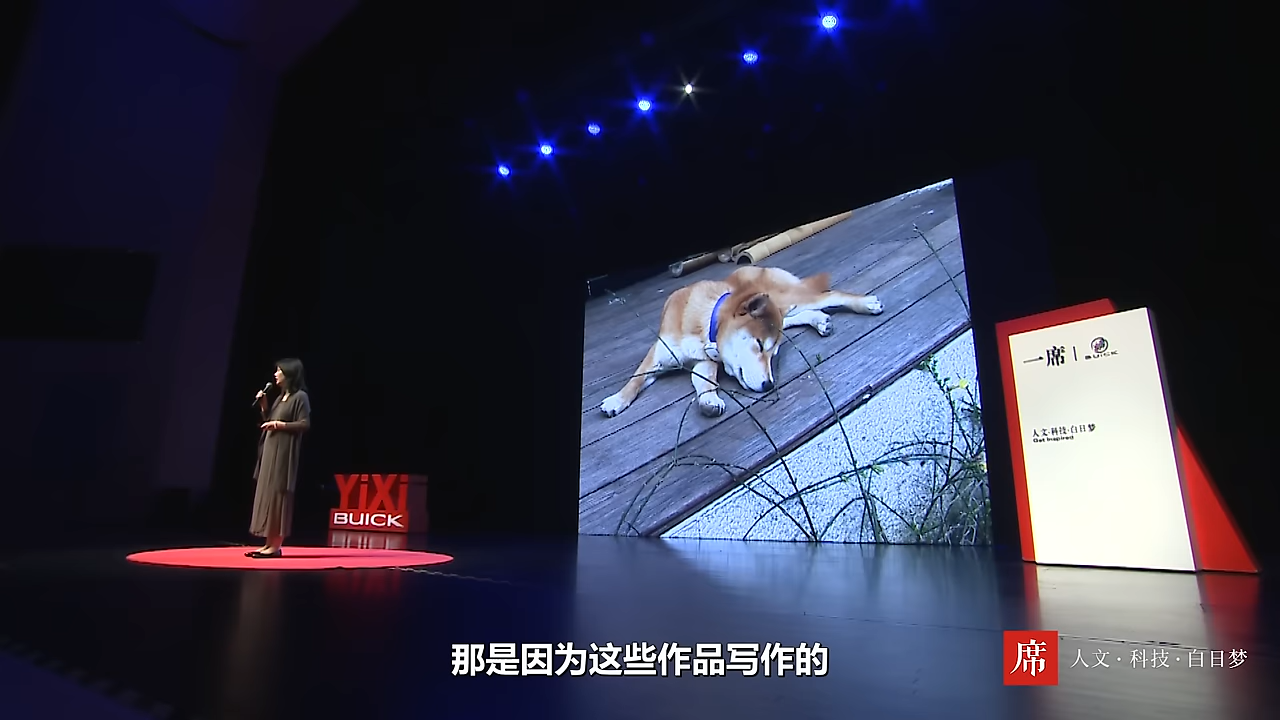 一席 | BUICK
人文·科技·白日梦
Get Inspired
YiXi
BUICK
那是因为这些作品写作的
席 人文·科技·白日梦